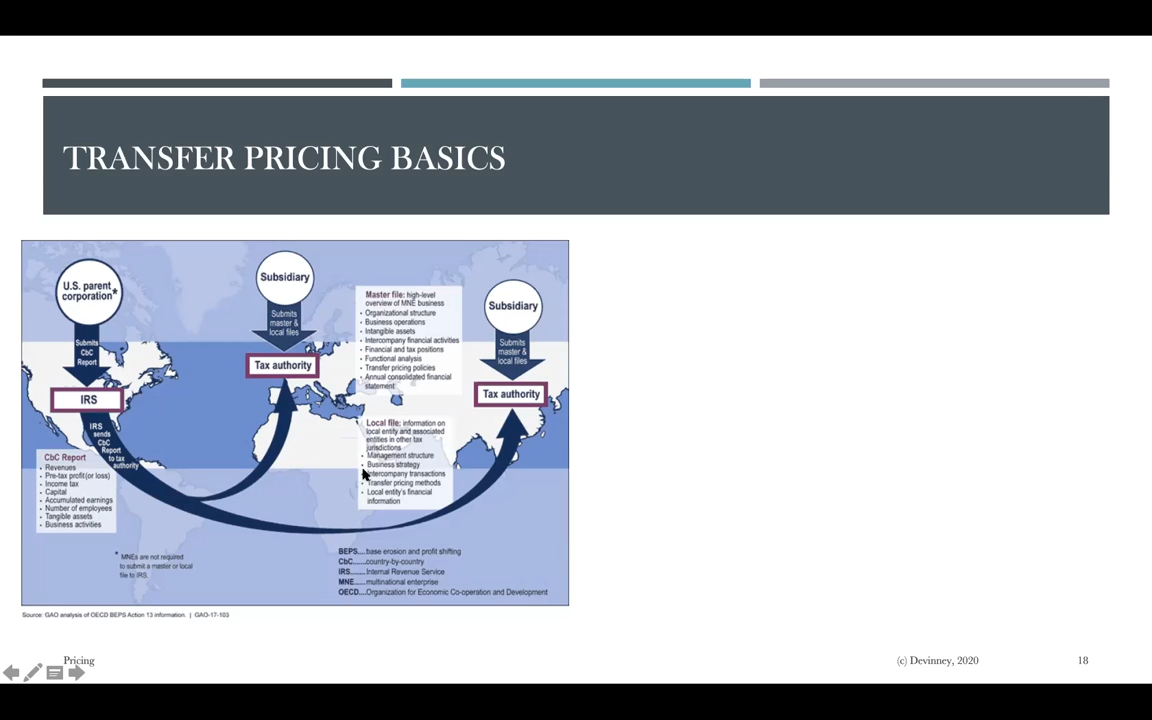 TRANSFER PRICING BASICS
U.S. parent
corporation*
Submits
CbC
Report
IRS
IRS
sends
CbC
Report
to tax
authority
CbC Report
• Revenues
• Pre-tax profit(or loss)
• Income tax
• Capital
• Accumulated earnings
• Number of employees
• Tangible assets
• Business activities
Subsidiary
Submits
master &
local files
Tax authority
Master file: high-level
overview of MNE business
• Organizational structure
• Business operations
• Intangible assets
• Intercompany financial activities
• Financial and tax positions
• Functional analysis
• Transfer pricing policies
• Annual consolidated financial
statement
Local file: information on
local entity and associated
entities in other tax
jurisdictions
• Management structure
• Business strategy
• Intercompany transactions
• Transfer pricing methods
• Local entity's financial
information
Subsidiary
Submits
master &
local files
Tax authority
* MNEs are not required
to submit a master or local
file to IRS.
BEPS....base erosion and profit shifting
CbC......country-by-country
IRS.......Internal Revenue Service
MNE.....multinational enterprise
OECD....Organization for Economic Co-operation and Development
Source: GAO analysis of OECD BEPS Action 13 information. | GAO-17-103
Pricing
(c) Devinney, 2020
18